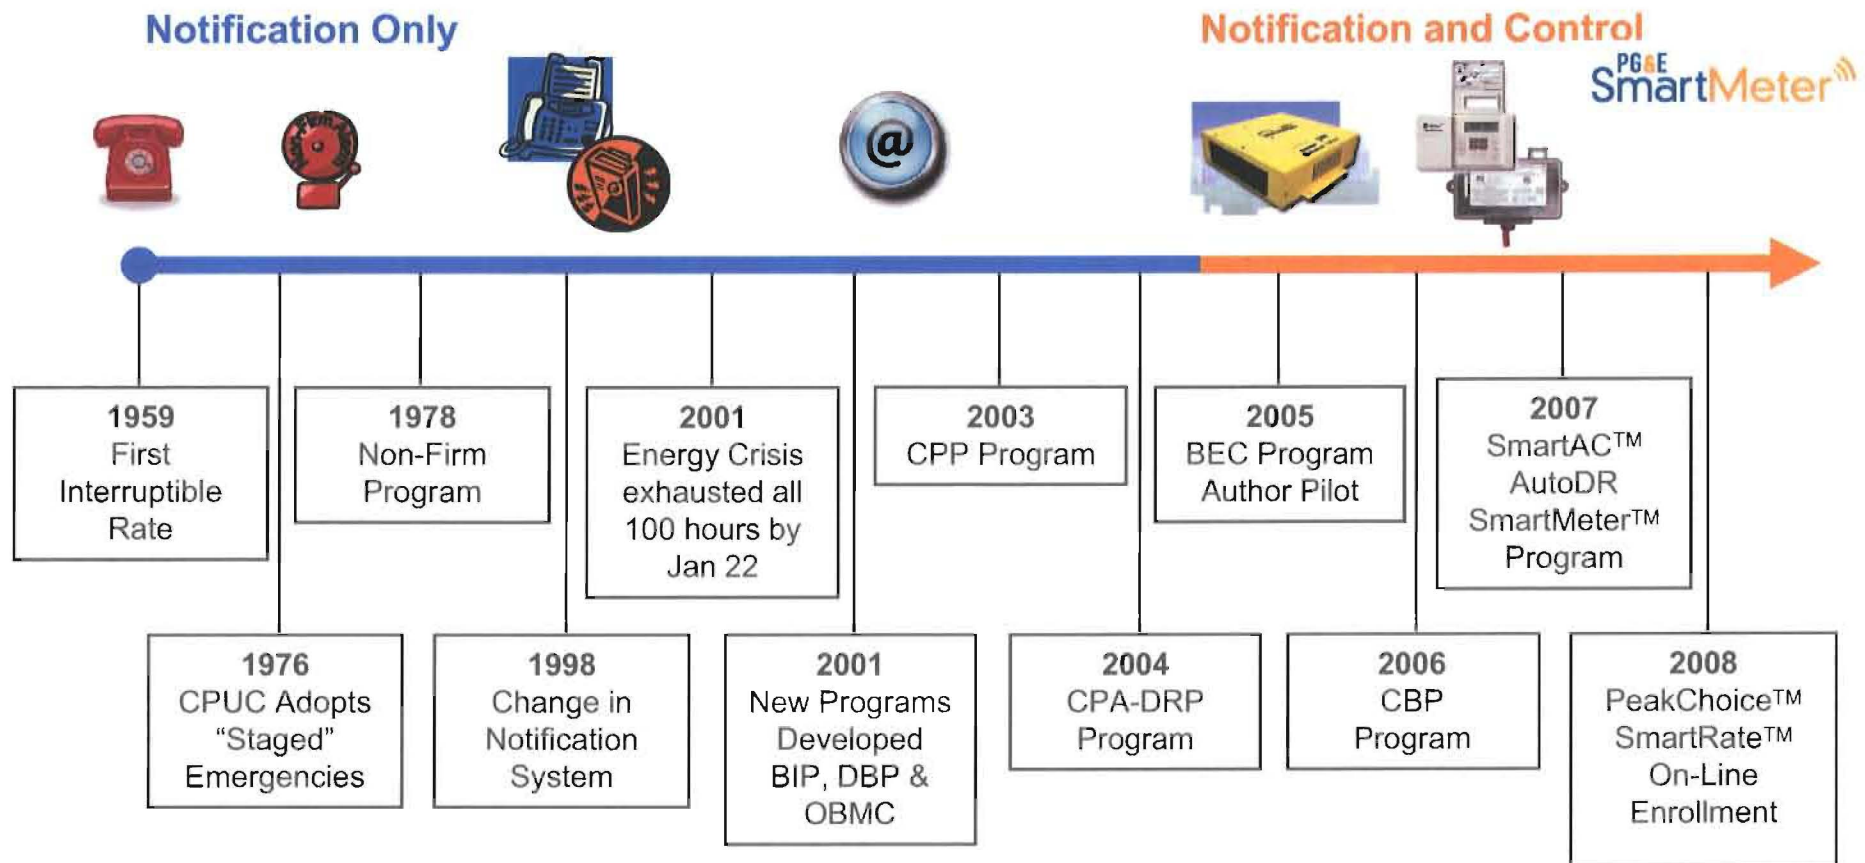 Notification Only
Notification and Control
PG&E
SmartMeter
@
1959
First
Interruptible
Rate
1976
CPUC Adopts
“Staged”
Emergencies
1978
Non-Firm
Program
1998
Change in
Notification
System
2001
Energy Crisis
exhausted all
100 hours by
Jan 22
2001
New Programs
Developed
BIP, DBP &
OBMC
2003
CPP Program
2004
CPA-DRP
Program
2005
BEC Program
Author Pilot
2006
CBP
Program
2007
SmartAC™
AutoDR
SmartMeter™
Program
2008
PeakChoice™
SmartRate™
On-Line
Enrollment